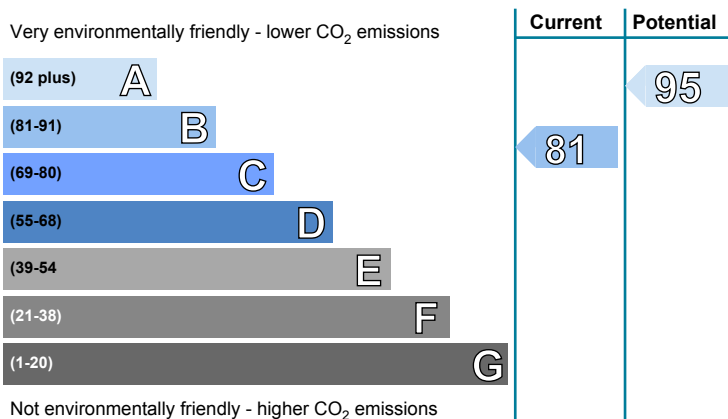 Current Potential
Very environmentally friendly - lower CO2 emissions
(92 plus) A 95
(81-91) B
81
(69-80) C
(55-68) D
(39-54 E
(21-38) F
(1-20) G
Not environmentally friendly - higher CO2 emissions